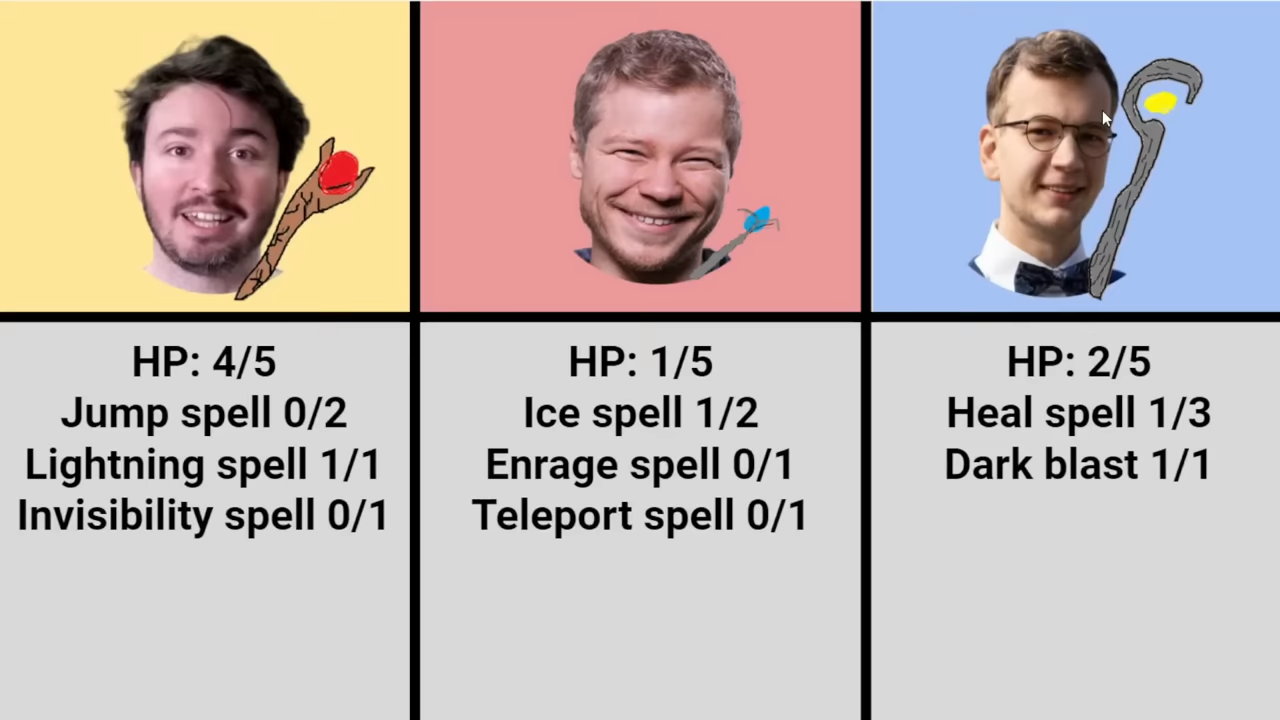 HP: 4/5
Jump spell 0/2
Lightning spell 1/1
Invisibility spell 0/1
HP: 1/5
Ice spell 1/2
Enrage spell 0/1
Teleport spell 0/1
HP: 2/5
Heal spell 1/3
Dark blast 1/1